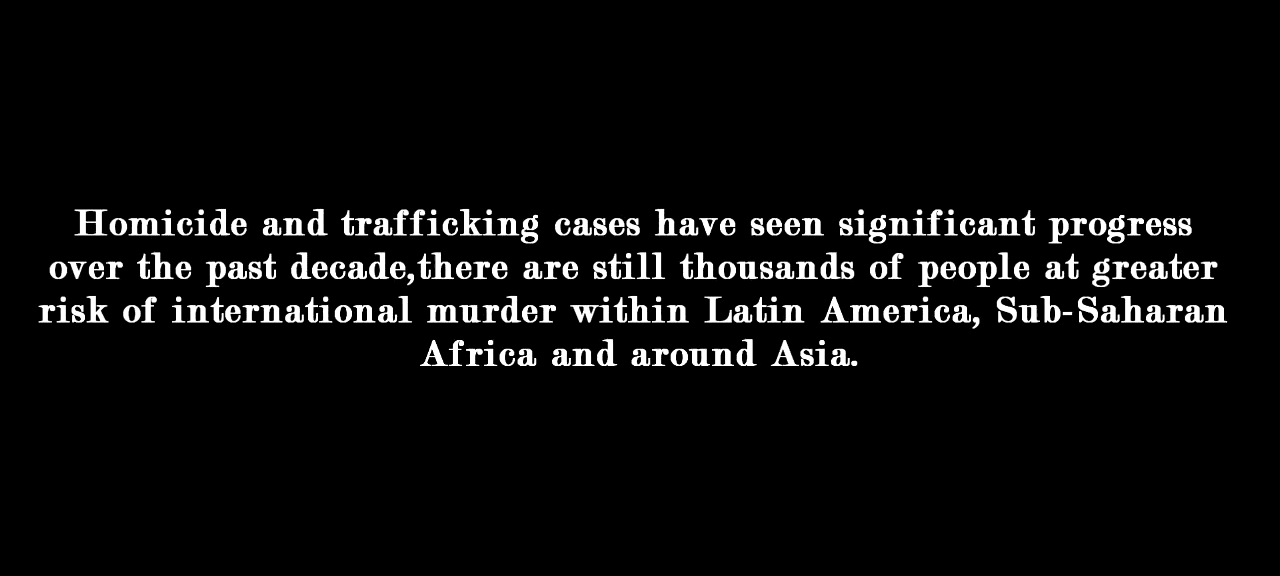 Homicide and trafficking cases have seen significant progress
over the past decade,there are still thousands of people at greater
risk of international murder within Latin America, Sub-Saharan
Africa and around Asia.